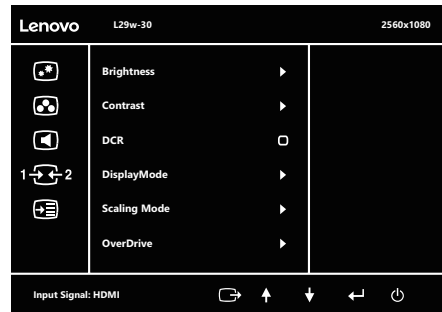 Lenovo L29w-30 2560x1080
Brightness
Contrast
DCR
DisplayMode
1 2
Scaling Mode
OverDrive
Input Signal: HDMI